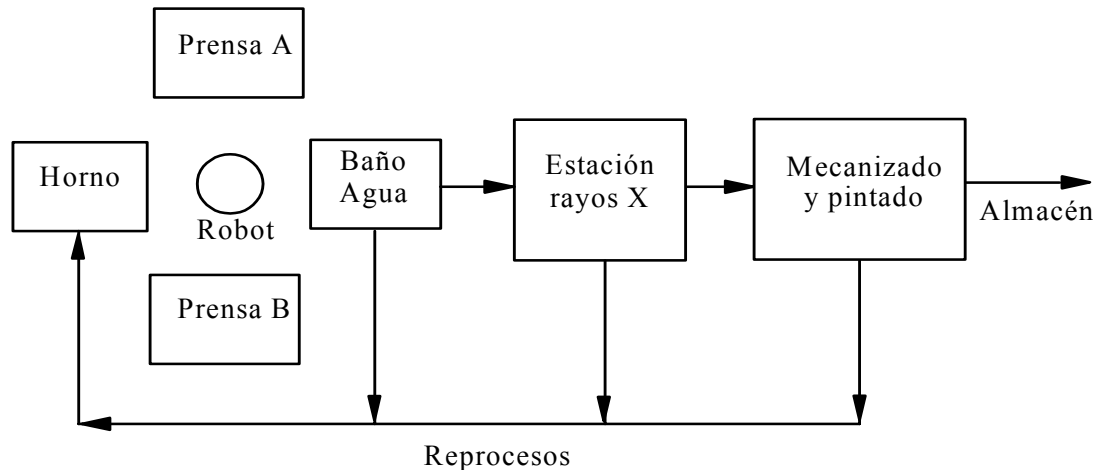 Prensa A
Horno
Robot
Baño
Agua
Estación
rayos X
Mecanizado
y pintado
Almacén
Prensa B
Reprocesos